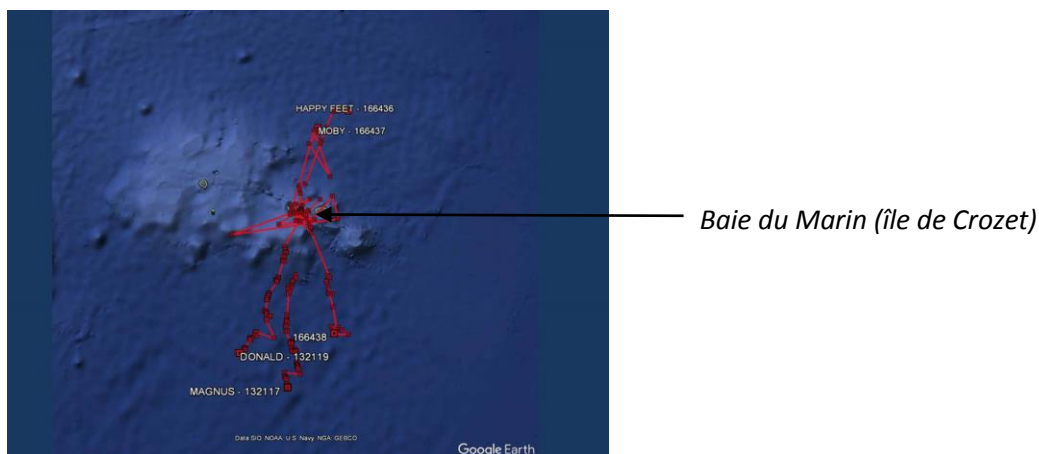 HAPPY FEET - 166436
MOBY - 166437
Baie du Marin (île de Crozet)
166438
DONALD - 132119
MAGNUS - 132117
Data SIO NOAA U.S. Navy NGA GEBCO
Google Earth